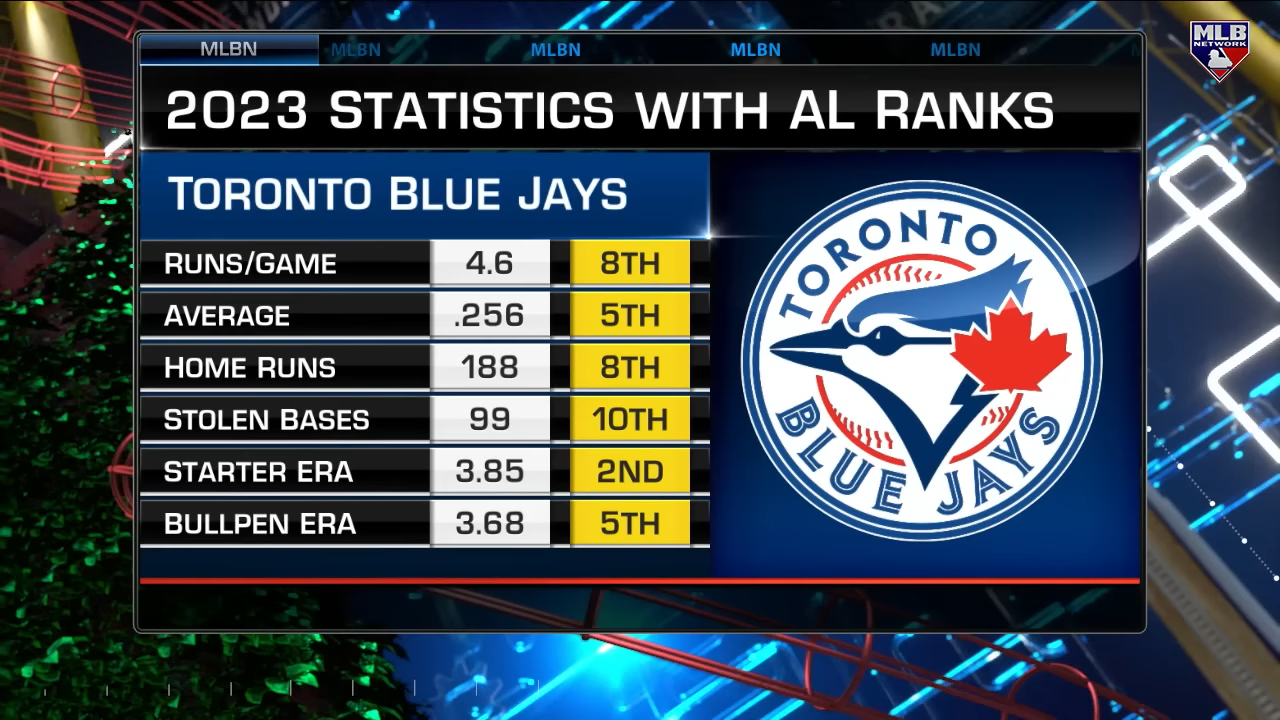 MLBN MLBN MLBN MLBN MLBN
MLB
NETWORK
2023 STATISTICS WITH AL RANKS
TORONTO BLUE JAYS
RUNS/GAME 4.6 8TH
AVERAGE .256 5TH
HOME RUNS 188 8TH
STOLEN BASES 99 10TH
STARTER ERA 3.85 2ND
BULLPEN ERA 3.68 5TH
TORONTO
BLUE JAYS